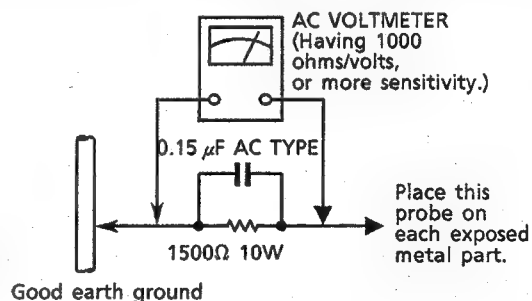 AC VOLTMETER
(Having 1000
ohms/volts,
or more sensitivity.)
0.15 µF AC TYPE
Place this
probe on
each exposed
metal part.
1500Ω 10W
Good earth ground